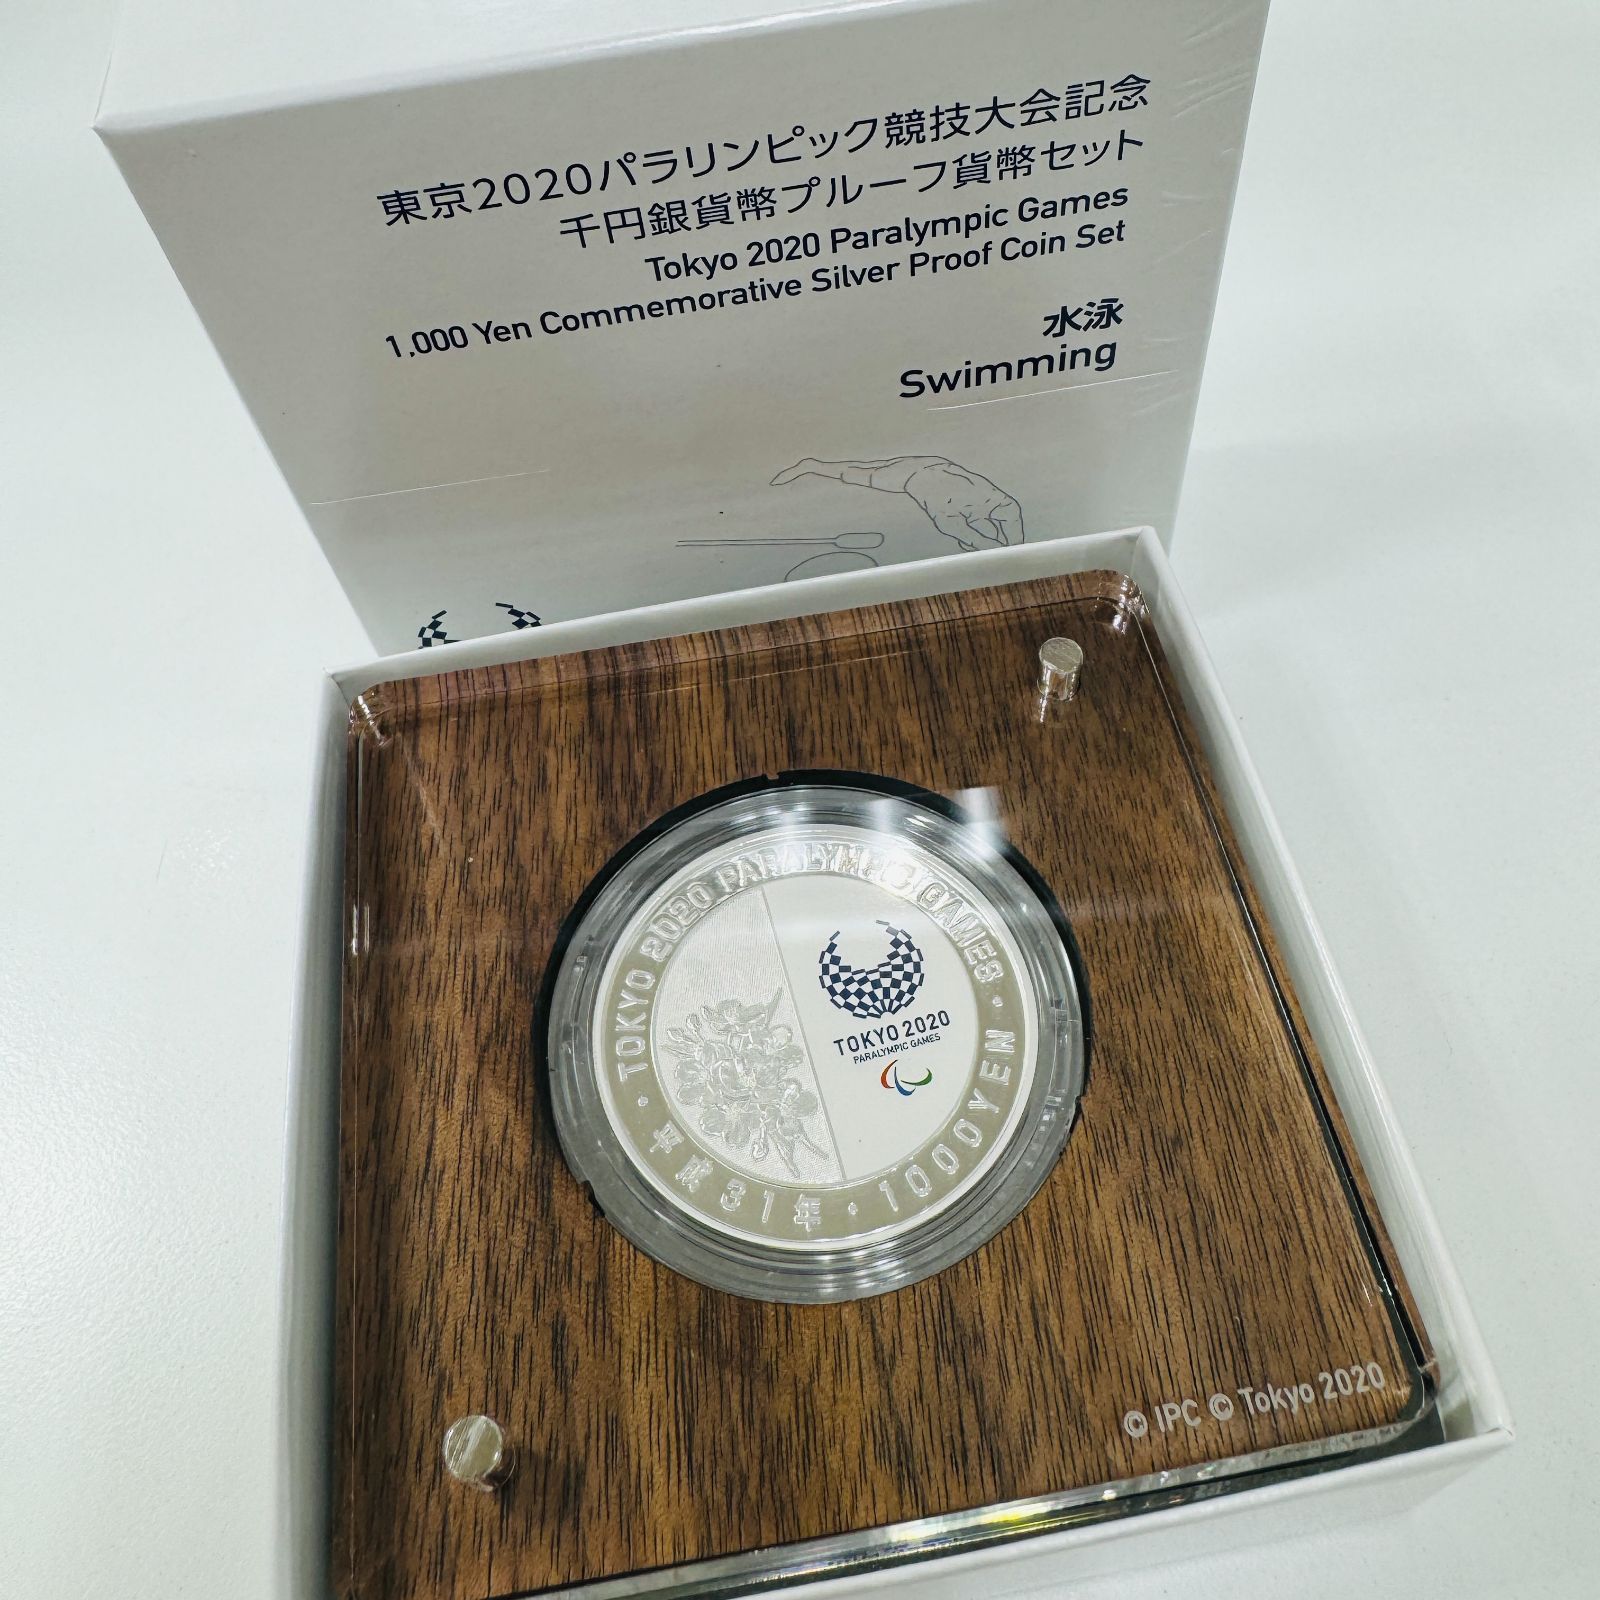 東京2020パラリンピック競技大会記念
千円銀貨幣プルーフ貨幣セット
Tokyo 2020 Paralympic Games
1,000 Yen Commemorative Silver Proof Coin Set
水泳
Swimming
・TOKYO 2020 PARALYMPIC GAMES・
TOKYO 2020
PARALYMPIC GAMES
平成31年・1000YEN
© IPC © Tokyo 2020